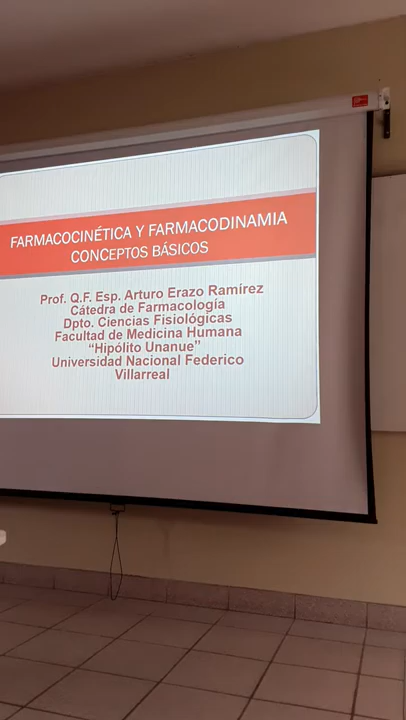 FARMACOCINÉTICA Y FARMACODINAMIA
CONCEPTOS BÁSICOS
Prof. Q.F. Esp. Arturo Erazo Ramírez
Cátedra de Farmacología
Dpto. Ciencias Fisiológicas
Facultad de Medicina Humana
“Hipólito Unanue”
Universidad Nacional Federico
Villarreal